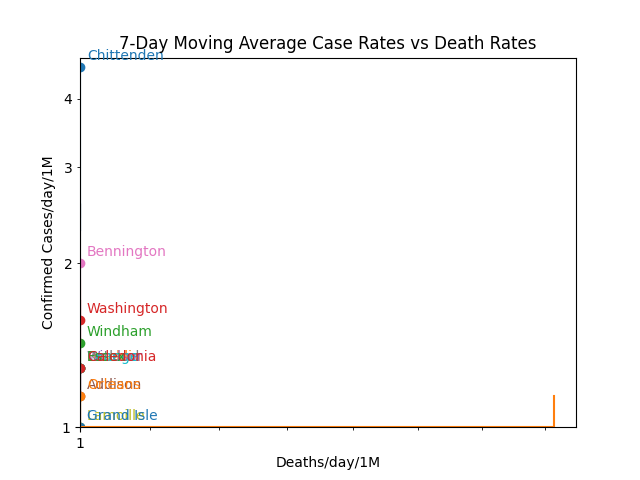 7-Day Moving Average Case Rates vs Death Rates
Chittenden
4
3
Confirmed Cases/day/1M
Bennington
2
Washington
Windham
Caledonia
Addison
Grand Isle
1
1
Deaths/day/1M